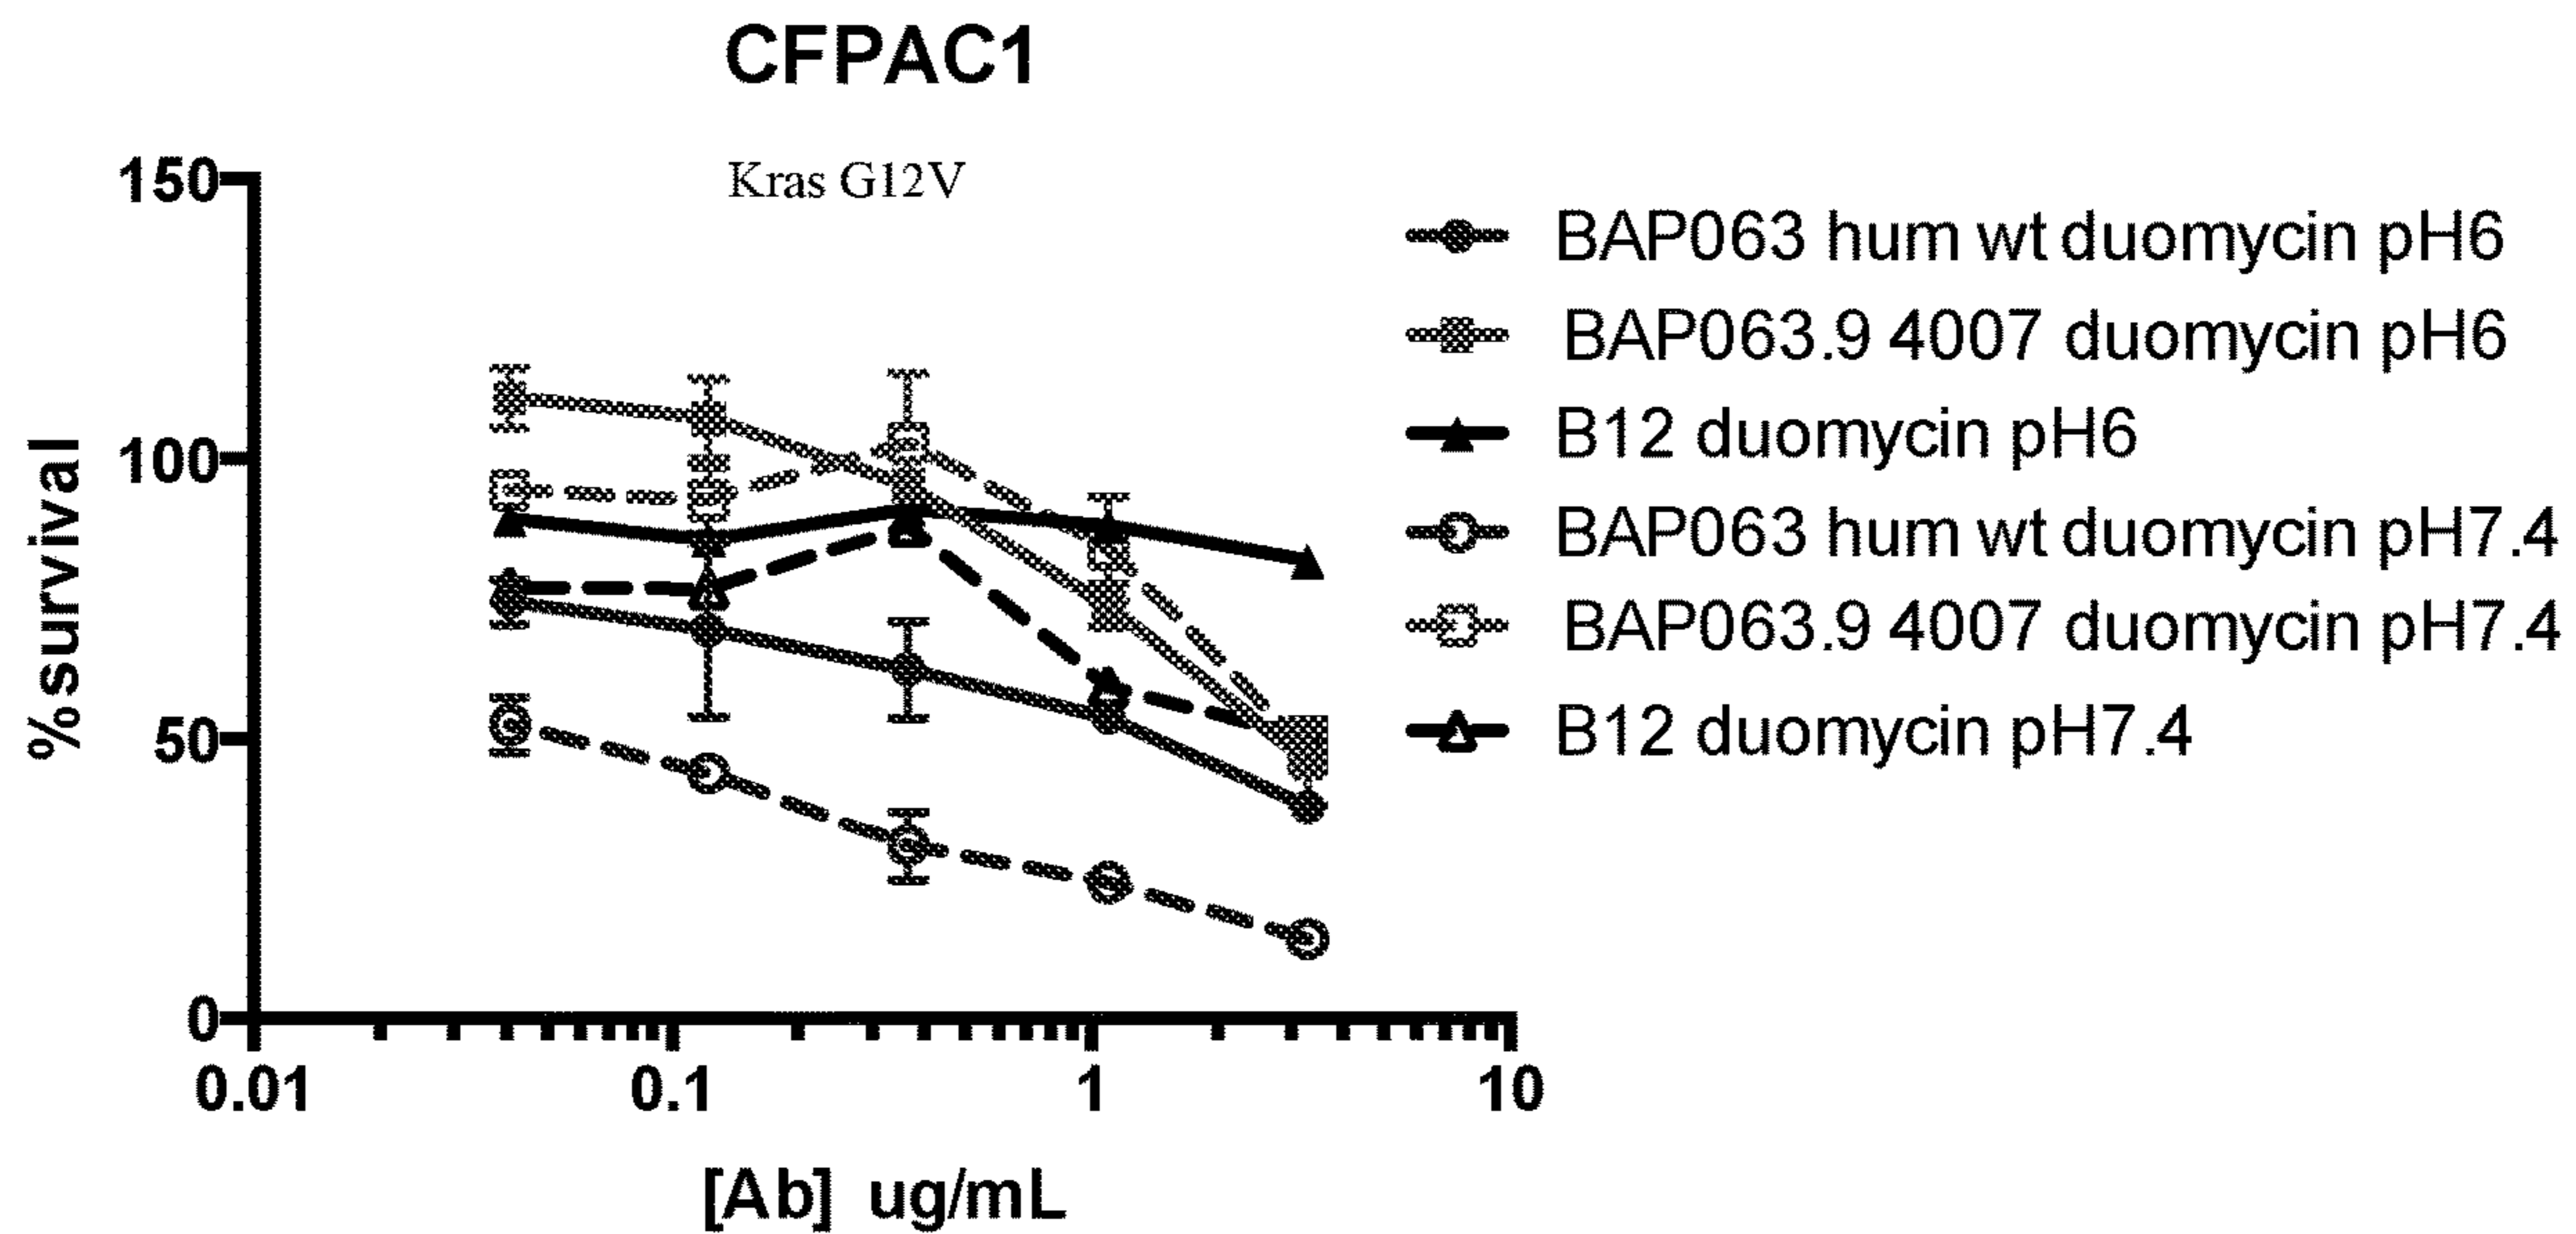 CFPAC1
Kras G12V
150
100
50
0
%survival
0.01
0.1
1
10
[Ab] ug/mL
BAP063 hum wt duomycin pH6
BAP063.9 4007 duomycin pH6
B12 duomycin pH6
BAP063 hum wt duomycin pH7.4
BAP063.9 4007 duomycin pH7.4
B12 duomycin pH7.4